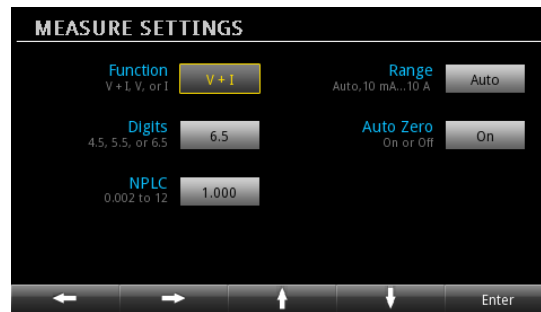 MEASURE SETTINGS
Function
V + I, V, or I
V + I
Range
Auto,10 mA...10 A
Auto
Digits
4.5, 5.5, or 6.5
6.5
Auto Zero
On or Off
On
NPLC
0.002 to 12
1.000
Enter